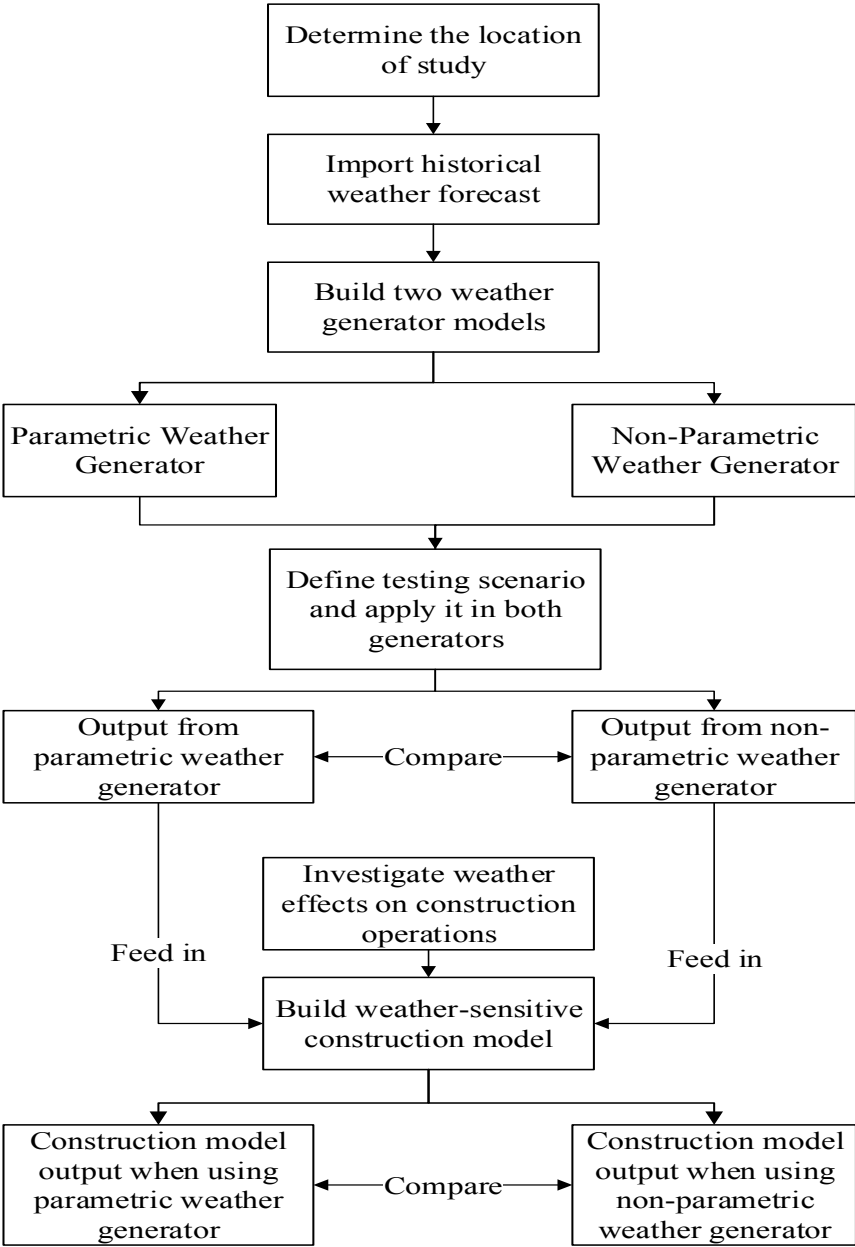 Determine the location
of study
Import historical
weather forecast
Build two weather
generator models
Parametric Weather
Generator
Non-Parametric
Weather Generator
Define testing scenario
and apply it in both
generators
Output from
parametric weather
generator
Compare
Output from non-
parametric weather
generator
Investigate weather
effects on construction
operations
Feed in
Feed in
Build weather-sensitive
construction model
Construction model
output when using
parametric weather
generator
Compare
Construction model
output when using
non-parametric
weather generator